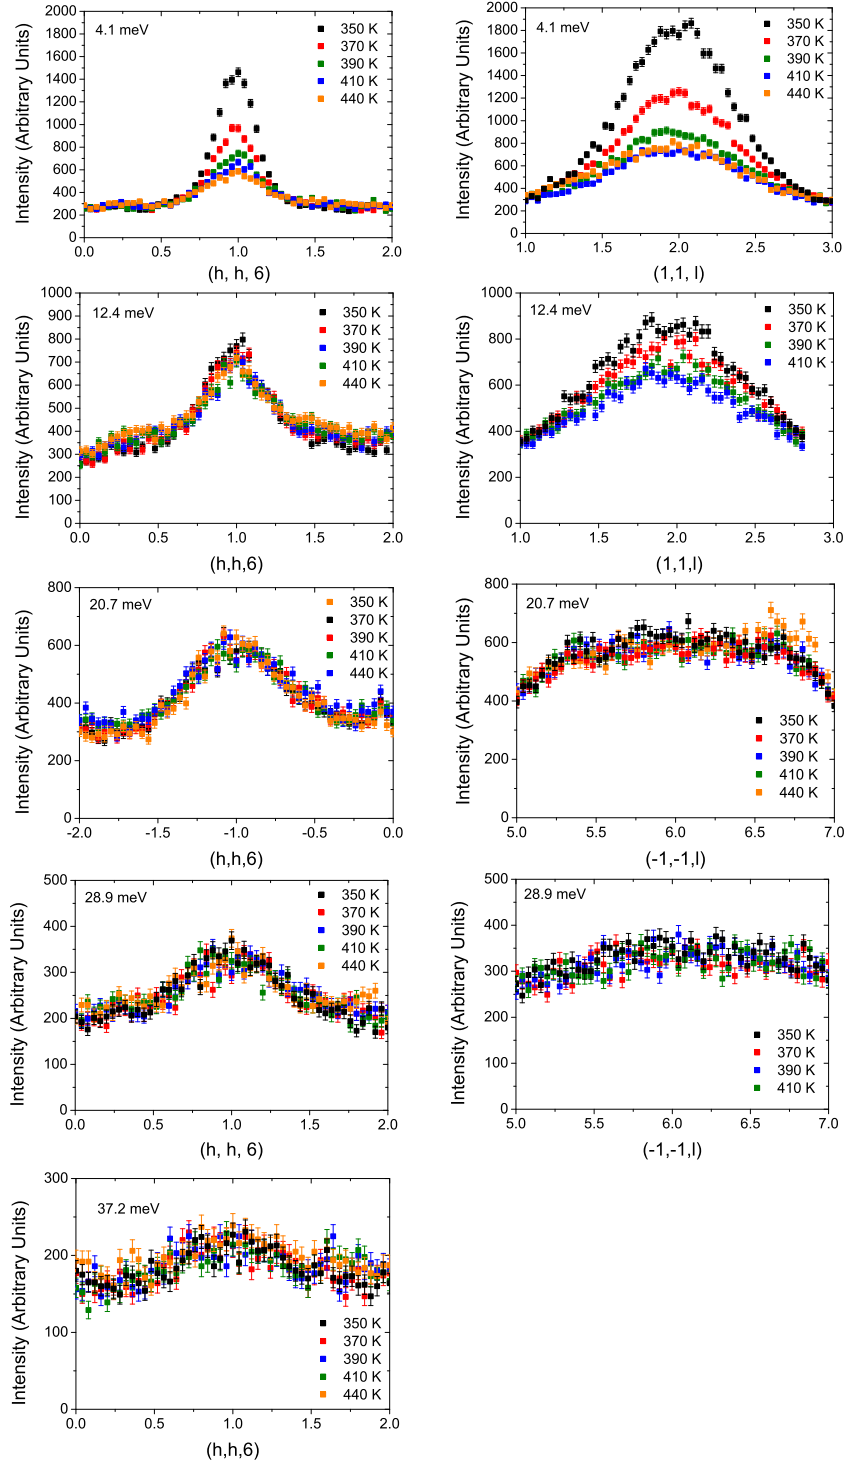 4.1 meV
350 K
370 K
390 K
410 K
440 K
2000
1800
1600
1400
1200
1000
800
600
400
200
0
0.0 0.5 1.0 1.5 2.0
Intensity (Arbitrary Units)
(h, h, 6)
4.1 meV
350 K
370 K
390 K
410 K
440 K
2000
1800
1600
1400
1200
1000
800
600
400
200
0
1.0 1.5 2.0 2.5 3.0
Intensity (Arbitrary Units)
(1,1, l)
12.4 meV
350 K
370 K
390 K
410 K
440 K
1000
900
800
700
600
500
400
300
200
100
0
0.0 0.5 1.0 1.5 2.0
Intensity (Arbitrary Units)
(h,h,6)
12.4 meV
350 K
370 K
390 K
410 K
1000
800
600
400
200
0
1.0 1.5 2.0 2.5 3.0
Intensity (Arbitrary Units)
(1,1,l)
20.7 meV
350 K
370 K
390 K
410 K
440 K
800
600
400
200
0
-2.0 -1.5 -1.0 -0.5 0.0
Intensity (Arbitrary Units)
(h,h,6)
20.7 meV
350 K
370 K
390 K
410 K
440 K
800
600
400
200
0
5.0 5.5 6.0 6.5 7.0
Intensity (Arbitrary Units)
(-1,-1,l)
28.9 meV
350 K
370 K
390 K
410 K
440 K
500
400
300
200
100
0
0.0 0.5 1.0 1.5 2.0
Intensity (Arbitrary Units)
(h, h, 6)
28.9 meV
350 K
370 K
390 K
410 K
500
400
300
200
100
0
5.0 5.5 6.0 6.5 7.0
Intensity (Arbitrary Units)
(-1,-1,l)
37.2 meV
350 K
370 K
390 K
410 K
440 K
300
200
100
0
0.0 0.5 1.0 1.5 2.0
Intensity (Arbitrary Units)
(h,h,6)